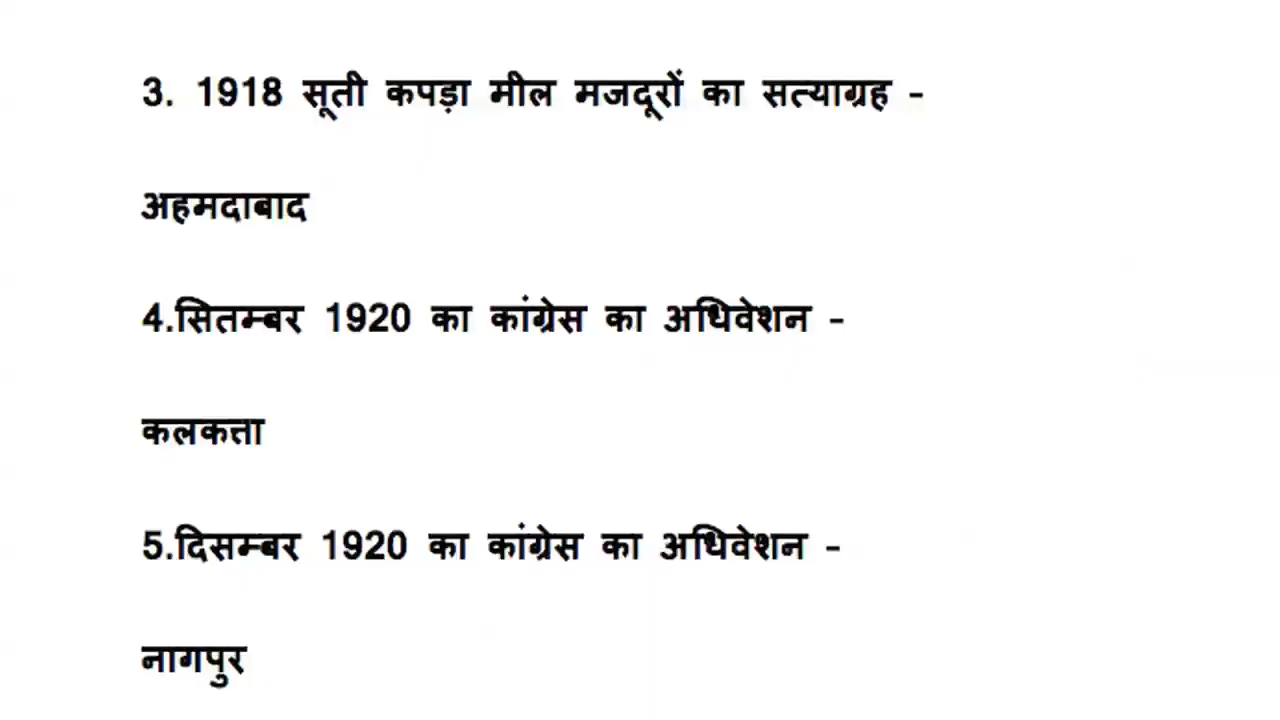 3. 1918 सूती कपड़ा मील मजदूरों का सत्याग्रह -
अहमदाबाद
4.सितम्बर 1920 का कांग्रेस का अधिवेशन -
कलकत्ता
5.दिसम्बर 1920 का कांग्रेस का अधिवेशन -
नागपुर